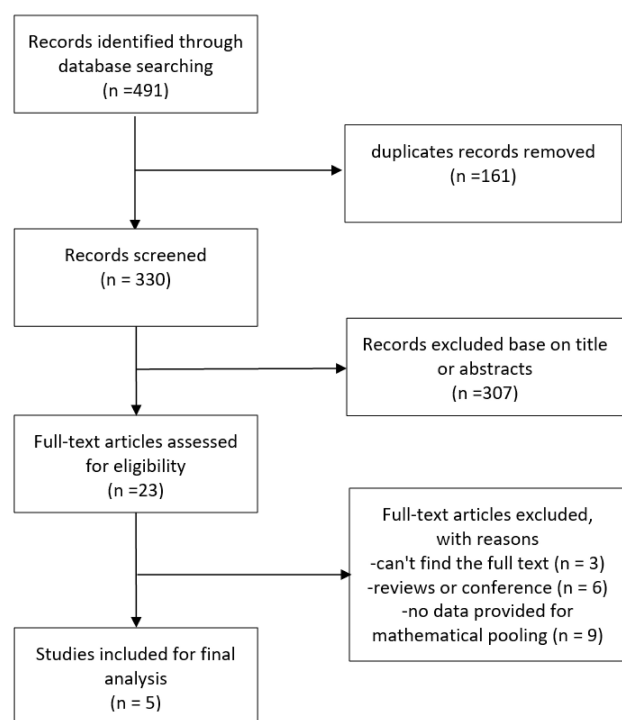 Records identified through
database searching
(n =491)
duplicates records removed
(n =161)
Records screened
(n = 330)
Records excluded base on title
or abstracts
(n =307)
Full-text articles assessed
for eligibility
(n =23)
Full-text articles excluded,
with reasons
-can't find the full text (n = 3)
-reviews or conference (n = 6)
-no data provided for
mathematical pooling (n = 9)
Studies included for final
analysis
(n = 5)